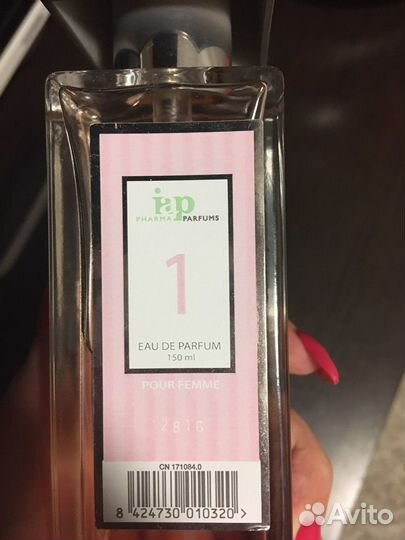 iap
PHARMA PARFUMS
1
EAU DE PARFUM
150 ml
POUR FEMME
2816
CN 171084.0
8 424730 010320 >
Avito